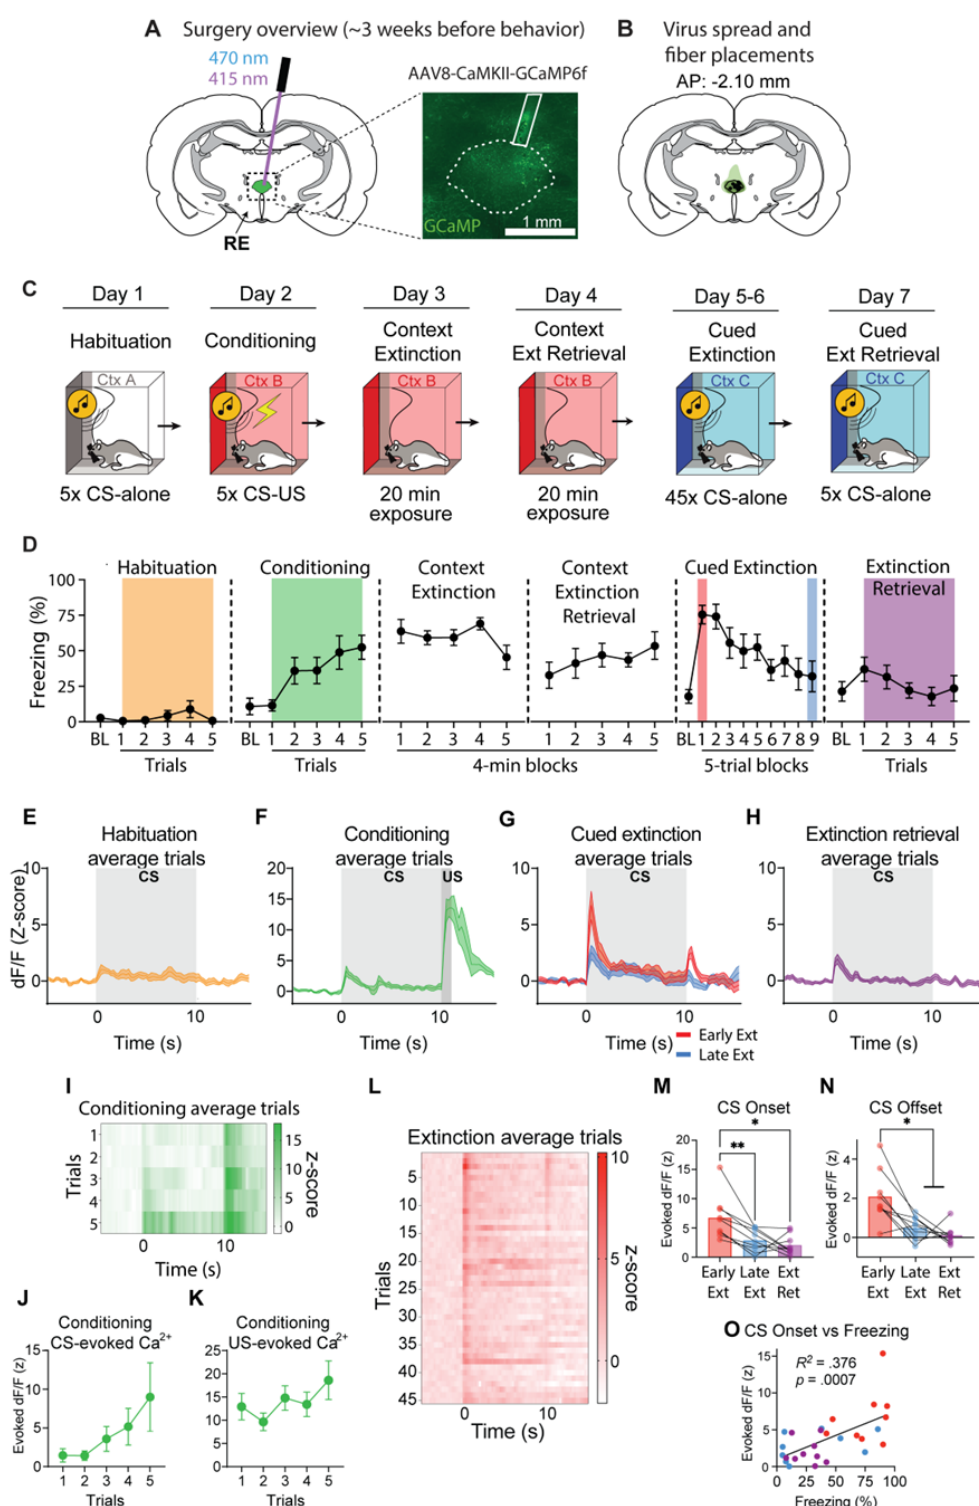 A Surgery overview (~3 weeks before behavior)
470 nm
415 nm
AAV8-CaMKII-GCaMP6f
GCaMP
1 mm
RE
B Virus spread and
fiber placements
AP: -2.10 mm
C
Day 1
Day 2
Day 3
Day 4
Day 5-6
Day 7
Habituation
Conditioning
Context
Extinction
Context
Ext Retrieval
Cued
Extinction
Cued
Ext Retrieval
Ctx A
Ctx B
Ctx B
Ctx B
Ctx C
Ctx C
5x CS-alone
5x CS-US
20 min
exposure
20 min
exposure
45x CS-alone
5x CS-alone
D
Habituation
Conditioning
Context
Extinction
Context
Extinction
Retrieval
Cued Extinction
Extinction
Retrieval
Freezing (%)
100
75
50
25
0
BL 1 2 3 4 5
Trials
BL 1 2 3 4 5
Trials
1 2 3 4 5
1 2 3 4 5
4-min blocks
BL 1 2 3 4 5 6 7 8 9
5-trial blocks
BL 1 2 3 4 5
Trials
E
Habituation
average trials
CS
dF/F (Z-score)
10
5
0
0 10
Time (s)
F
Conditioning
average trials
CS US
20
15
10
5
0
0 10
Time (s)
G
Cued extinction
average trials
CS
10
5
0
0 10
Time (s)
Early Ext
Late Ext
H
Extinction retrieval
average trials
CS
10
5
0
0 10
Time (s)
I
Conditioning average trials
Trials
1
2
3
4
5
0 10
Time (s)
15
10
5
0
z-score
J
Conditioning
CS-evoked Ca2+
Evoked dF/F (z)
15
10
5
0
1 2 3 4 5
Trials
K
Conditioning
US-evoked Ca2+
25
20
15
10
5
0
1 2 3 4 5
Trials
L
Extinction average trials
Trials
5
10
15
20
25
30
35
40
45
0 10
Time (s)
10
5
0
z-score
M
CS Onset
*
**
Evoked dF/F (z)
20
15
10
5
0
Early Late Ext
Ext Ext Ret
N
CS Offset
*
Evoked dF/F (z)
4
2
0
Early Late Ext
Ext Ext Ret
O CS Onset vs Freezing
R2 = .376
p = .0007
Evoked dF/F (z)
15
10
5
0
0 25 50 75 100
Freezing (%)